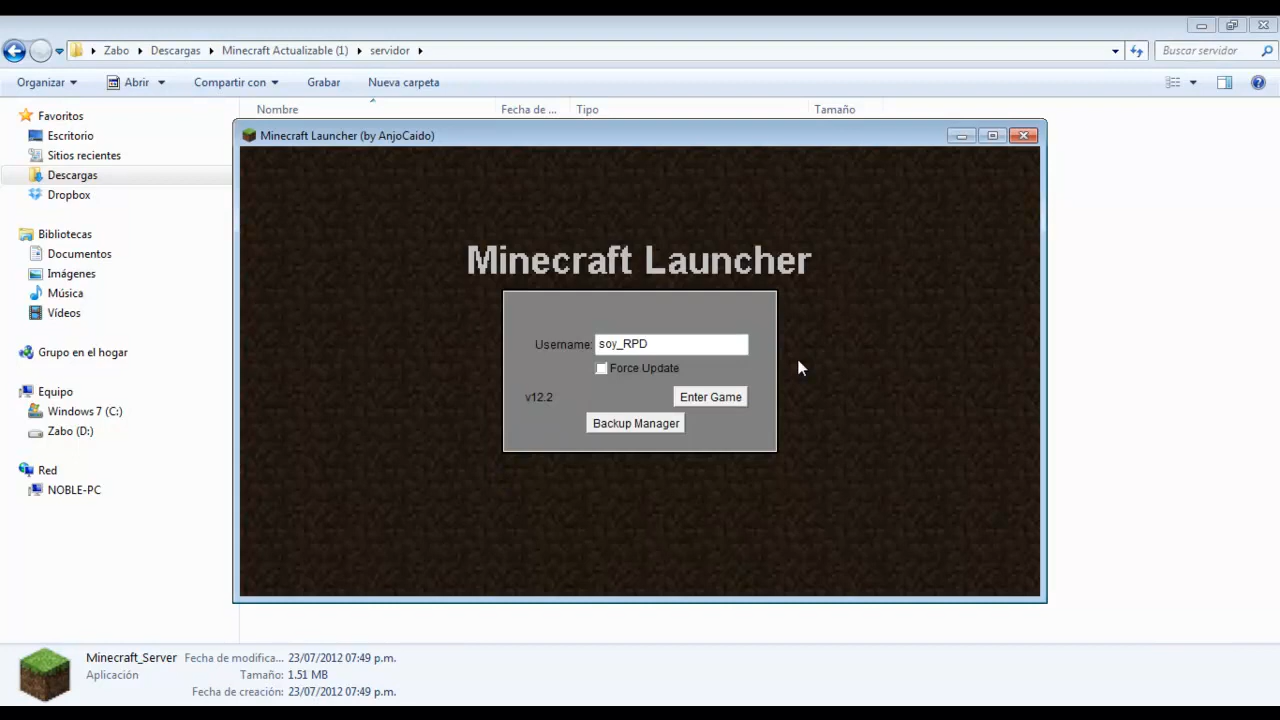 Zabo Descargas Minecraft Actualizable (1) servidor
Buscar servidor
Organizar Abrir Compartir con Grabar Nueva carpeta
Nombre Fecha de ... Tipo Tamaño
Favoritos
Escritorio
Sitios recientes
Descargas
Dropbox
Bibliotecas
Documentos
Imágenes
Música
Vídeos
Grupo en el hogar
Equipo
Windows 7 (C:)
Zabo (D:)
Red
NOBLE-PC
Minecraft Launcher (by AnjoCaido)
Minecraft Launcher
Username: soy_RPD
Force Update
v12.2 Enter Game
Backup Manager
Minecraft_Server Fecha de modifica... 23/07/2012 07:49 p.m.
Aplicación Tamaño: 1.51 MB
Fecha de creación: 23/07/2012 07:49 p.m.